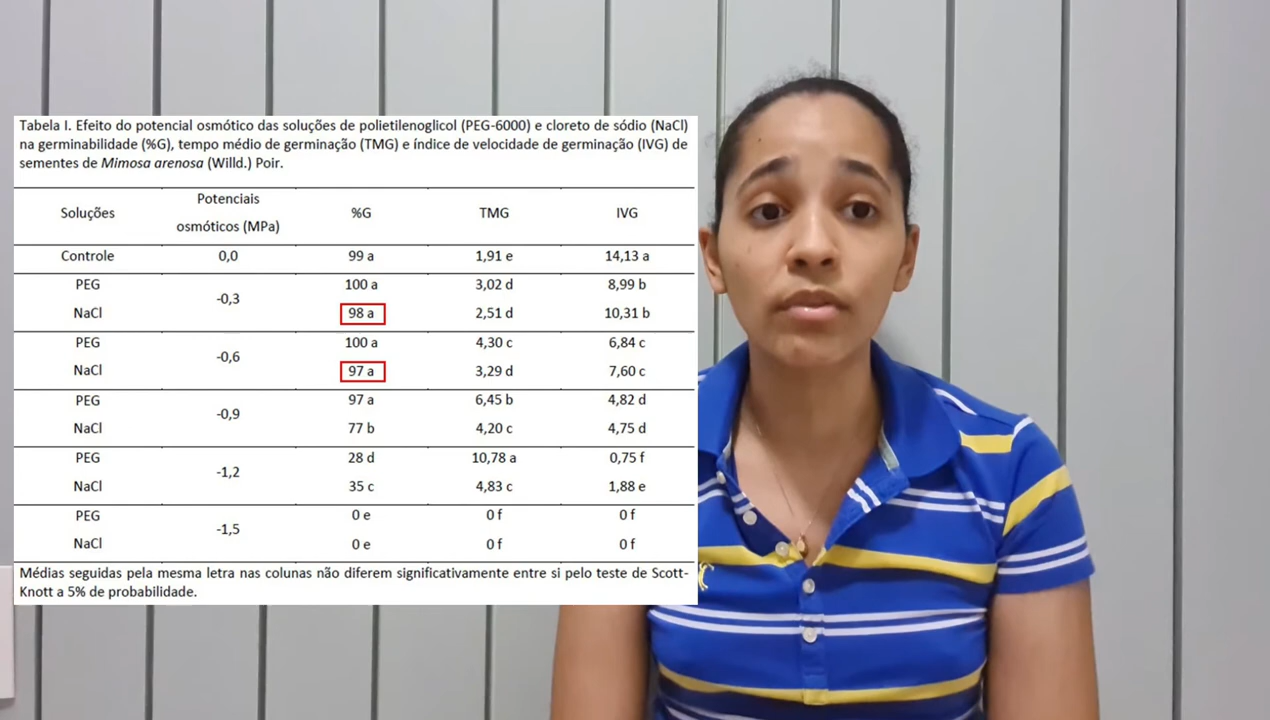 Tabela I. Efeito do potencial osmótico das soluções de polietilenoglicol (PEG-6000) e cloreto de sódio (NaCl)
na germinabilidade (%G), tempo médio de germinação (TMG) e índice de velocidade de germinação (IVG) de
sementes de Mimosa arenosa (Willd.) Poir.
Soluções Potenciais osmóticos (MPa) %G TMG IVG
Controle 0,0 99 a 1,91 e 14,13 a
PEG -0,3 100 a 3,02 d 8,99 b
NaCl 98 a 2,51 d 10,31 b
PEG -0,6 100 a 4,30 c 6,84 c
NaCl 97 a 3,29 d 7,60 c
PEG -0,9 97 a 6,45 b 4,82 d
NaCl 77 b 4,20 c 4,75 d
PEG -1,2 28 d 10,78 a 0,75 f
NaCl 35 c 4,83 c 1,88 e
PEG -1,5 0 e 0 f 0 f
NaCl 0 e 0 f 0 f
Médias seguidas pela mesma letra nas colunas não diferem significativamente entre si pelo teste de Scott-
Knott a 5% de probabilidade.